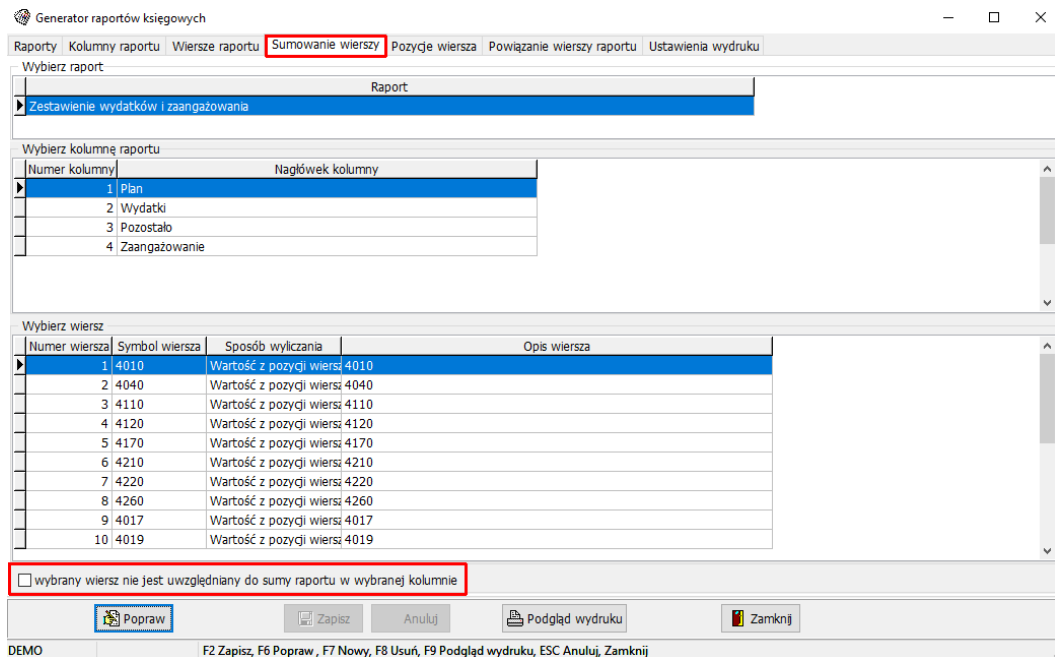 Generator raportów księgowych
Raporty Kolumny raportu Wiersze raportu Sumowanie wierszy Pozycje wiersza Powiązanie wierszy raportu Ustawienia wydruku
Wybierz raport
Raport
Zestawienie wydatków i zaangażowania
Wybierz kolumnę raportu
Numer kolumny Nagłówek kolumny
1 Plan
2 Wydatki
3 Pozostało
4 Zaangażowanie
Wybierz wiersz
Numer wiersza Symbol wiersza Sposób wyliczania Opis wiersza
1 4010 Wartość z pozycji wiersz 4010
2 4040 Wartość z pozycji wiersz 4040
3 4110 Wartość z pozycji wiersz 4110
4 4120 Wartość z pozycji wiersz 4120
5 4170 Wartość z pozycji wiersz 4170
6 4210 Wartość z pozycji wiersz 4210
7 4220 Wartość z pozycji wiersz 4220
8 4260 Wartość z pozycji wiersz 4260
9 4017 Wartość z pozycji wiersz 4017
10 4019 Wartość z pozycji wiersz 4019
wybrany wiersz nie jest uwzględniany do sumy raportu w wybranej kolumnie
Popraw Zapisz Anuluj Podgląd wydruku Zamknij
DEMO F2 Zapisz, F6 Popraw , F7 Nowy, F8 Usuń, F9 Podgląd wydruku, ESC Anuluj, Zamknij